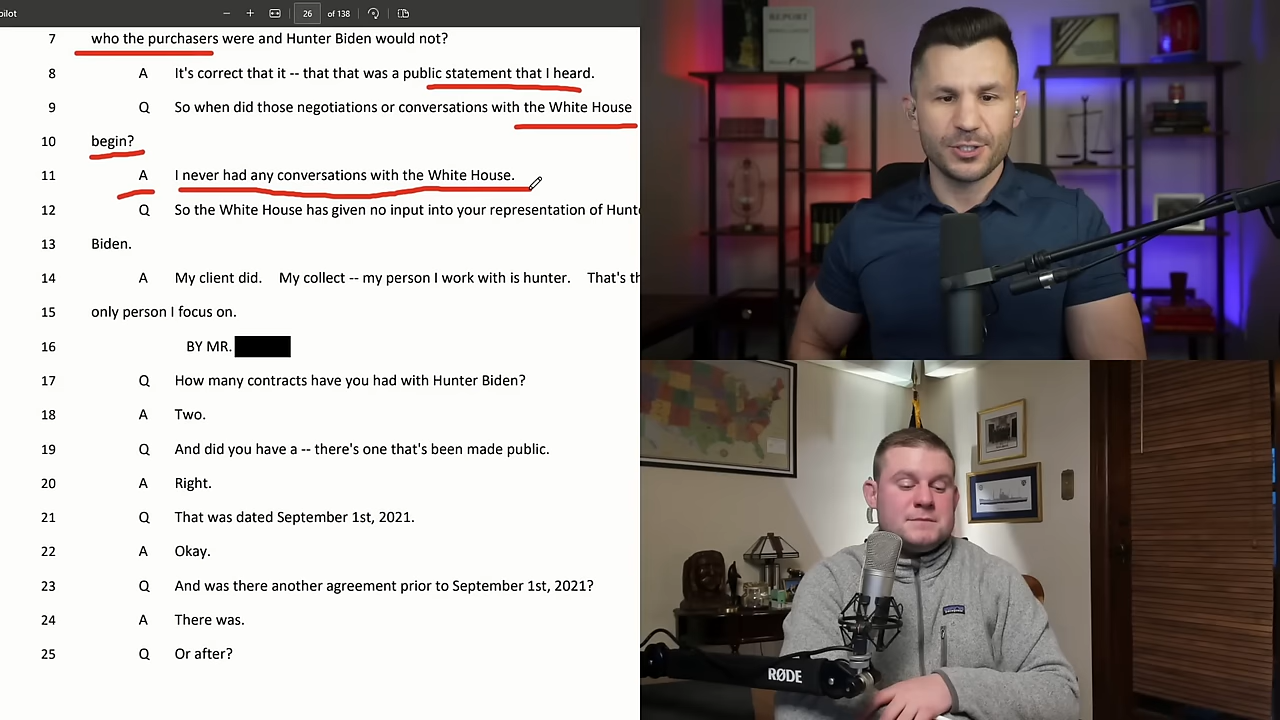 pilot
26 of 138
7 who the purchasers were and Hunter Biden would not?
8 A It's correct that it -- that that was a public statement that I heard.
9 Q So when did those negotiations or conversations with the White House
10 begin?
11 A I never had any conversations with the White House.
12 Q So the White House has given no input into your representation of Hunt
13 Biden.
14 A My client did. My collect -- my person I work with is hunter. That's th
15 only person I focus on.
16 BY MR.
17 Q How many contracts have you had with Hunter Biden?
18 A Two.
19 Q And did you have a -- there's one that's been made public.
20 A Right.
21 Q That was dated September 1st, 2021.
22 A Okay.
23 Q And was there another agreement prior to September 1st, 2021?
24 A There was.
25 Q Or after?
REPORT
patagonia
RØDE